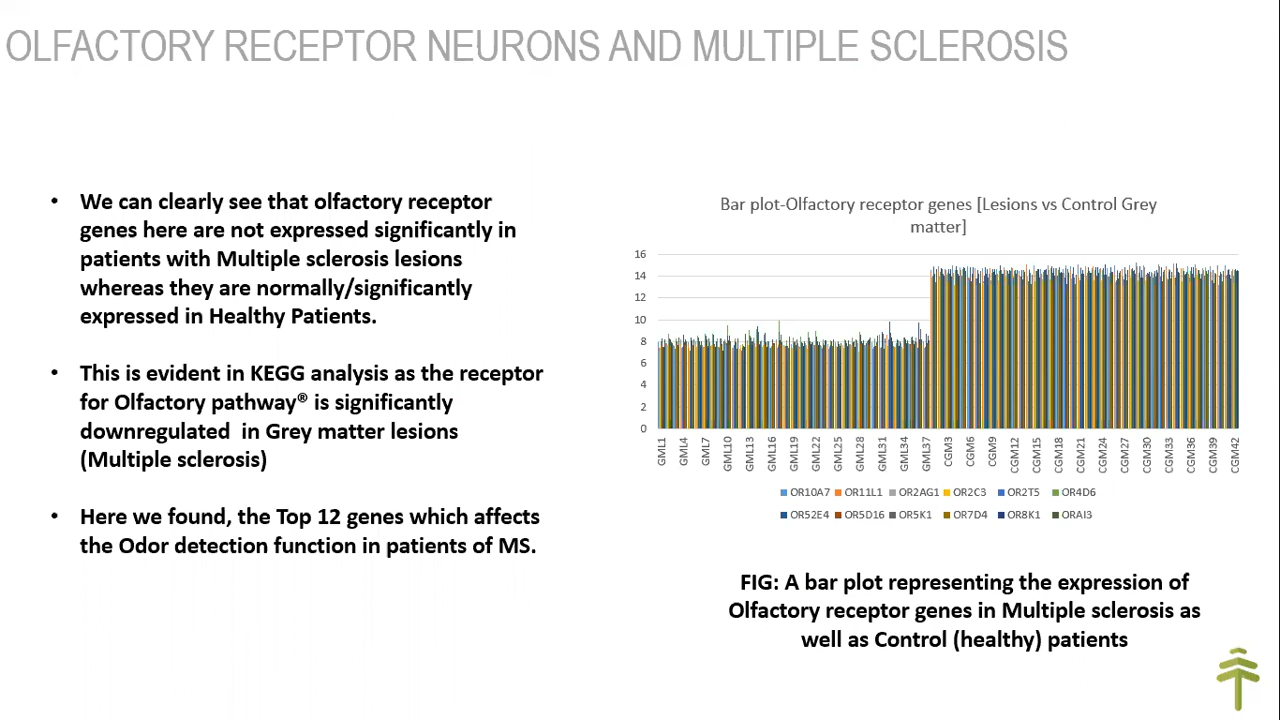 OLFACTORY RECEPTOR NEURONS AND MULTIPLE SCLEROSIS
• We can clearly see that olfactory receptor
genes here are not expressed significantly in
patients with Multiple sclerosis lesions
whereas they are normally/significantly
expressed in Healthy Patients.
• This is evident in KEGG analysis as the receptor
for Olfactory pathway® is significantly
downregulated in Grey matter lesions
(Multiple sclerosis)
• Here we found, the Top 12 genes which affects
the Odor detection function in patients of MS.
Bar plot-Olfactory receptor genes [Lesions vs Control Grey
matter]
16
14
12
10
8
6
4
2
0
GML1 GML4 GML7 GML10 GML13 GML16 GML19 GML22 GML25 GML28 GML31 GML34 GML37 CGM3 CGM6 CGM9 CGM12 CGM15 CGM18 CGM21 CGM24 CGM27 CGM30 CGM33 CGM36 CGM39 CGM42
OR10A7 OR11L1 OR2AG1 OR2C3 OR2T5 OR4D6
OR52E4 OR5D16 OR5K1 OR7D4 OR8K1 ORAI3
FIG: A bar plot representing the expression of
Olfactory receptor genes in Multiple sclerosis as
well as Control (healthy) patients